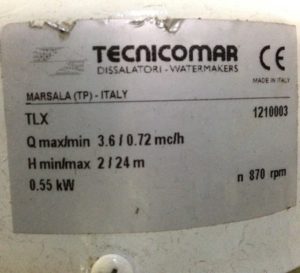 TECNICOMAR
DISSALATORI - WATERMAKERS
CE
MADE IN ITALY
MARSALA (TP) - ITALY
TLX 1210003
Q max/min 3.6 / 0.72 mc/h
H min/max 2 / 24 m
0.55 kW n 870 rpm